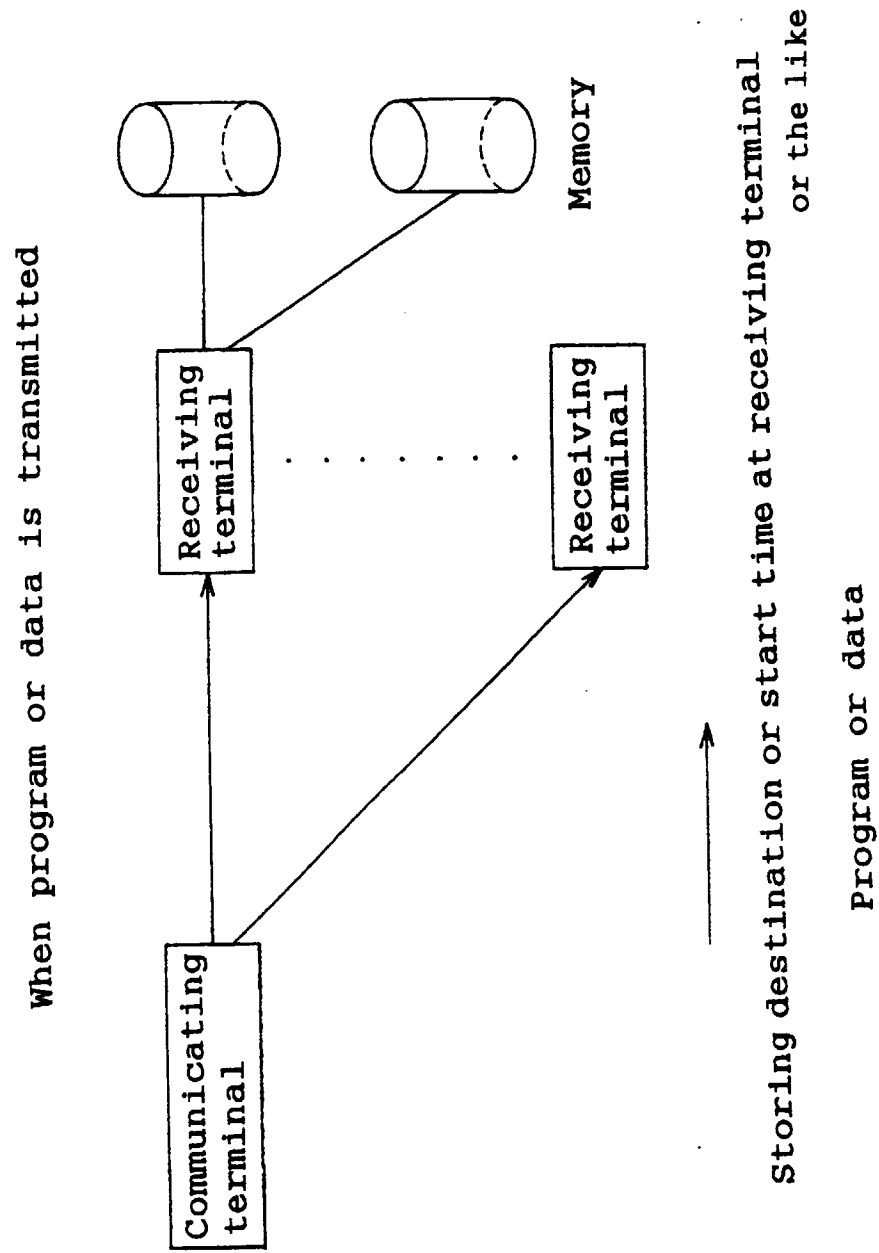 When program or data is transmitted
Communicating
terminal
Receiving
terminal
Receiving
terminal
Memory
Storing destination or start time at receiving terminal
or the like
Program or data